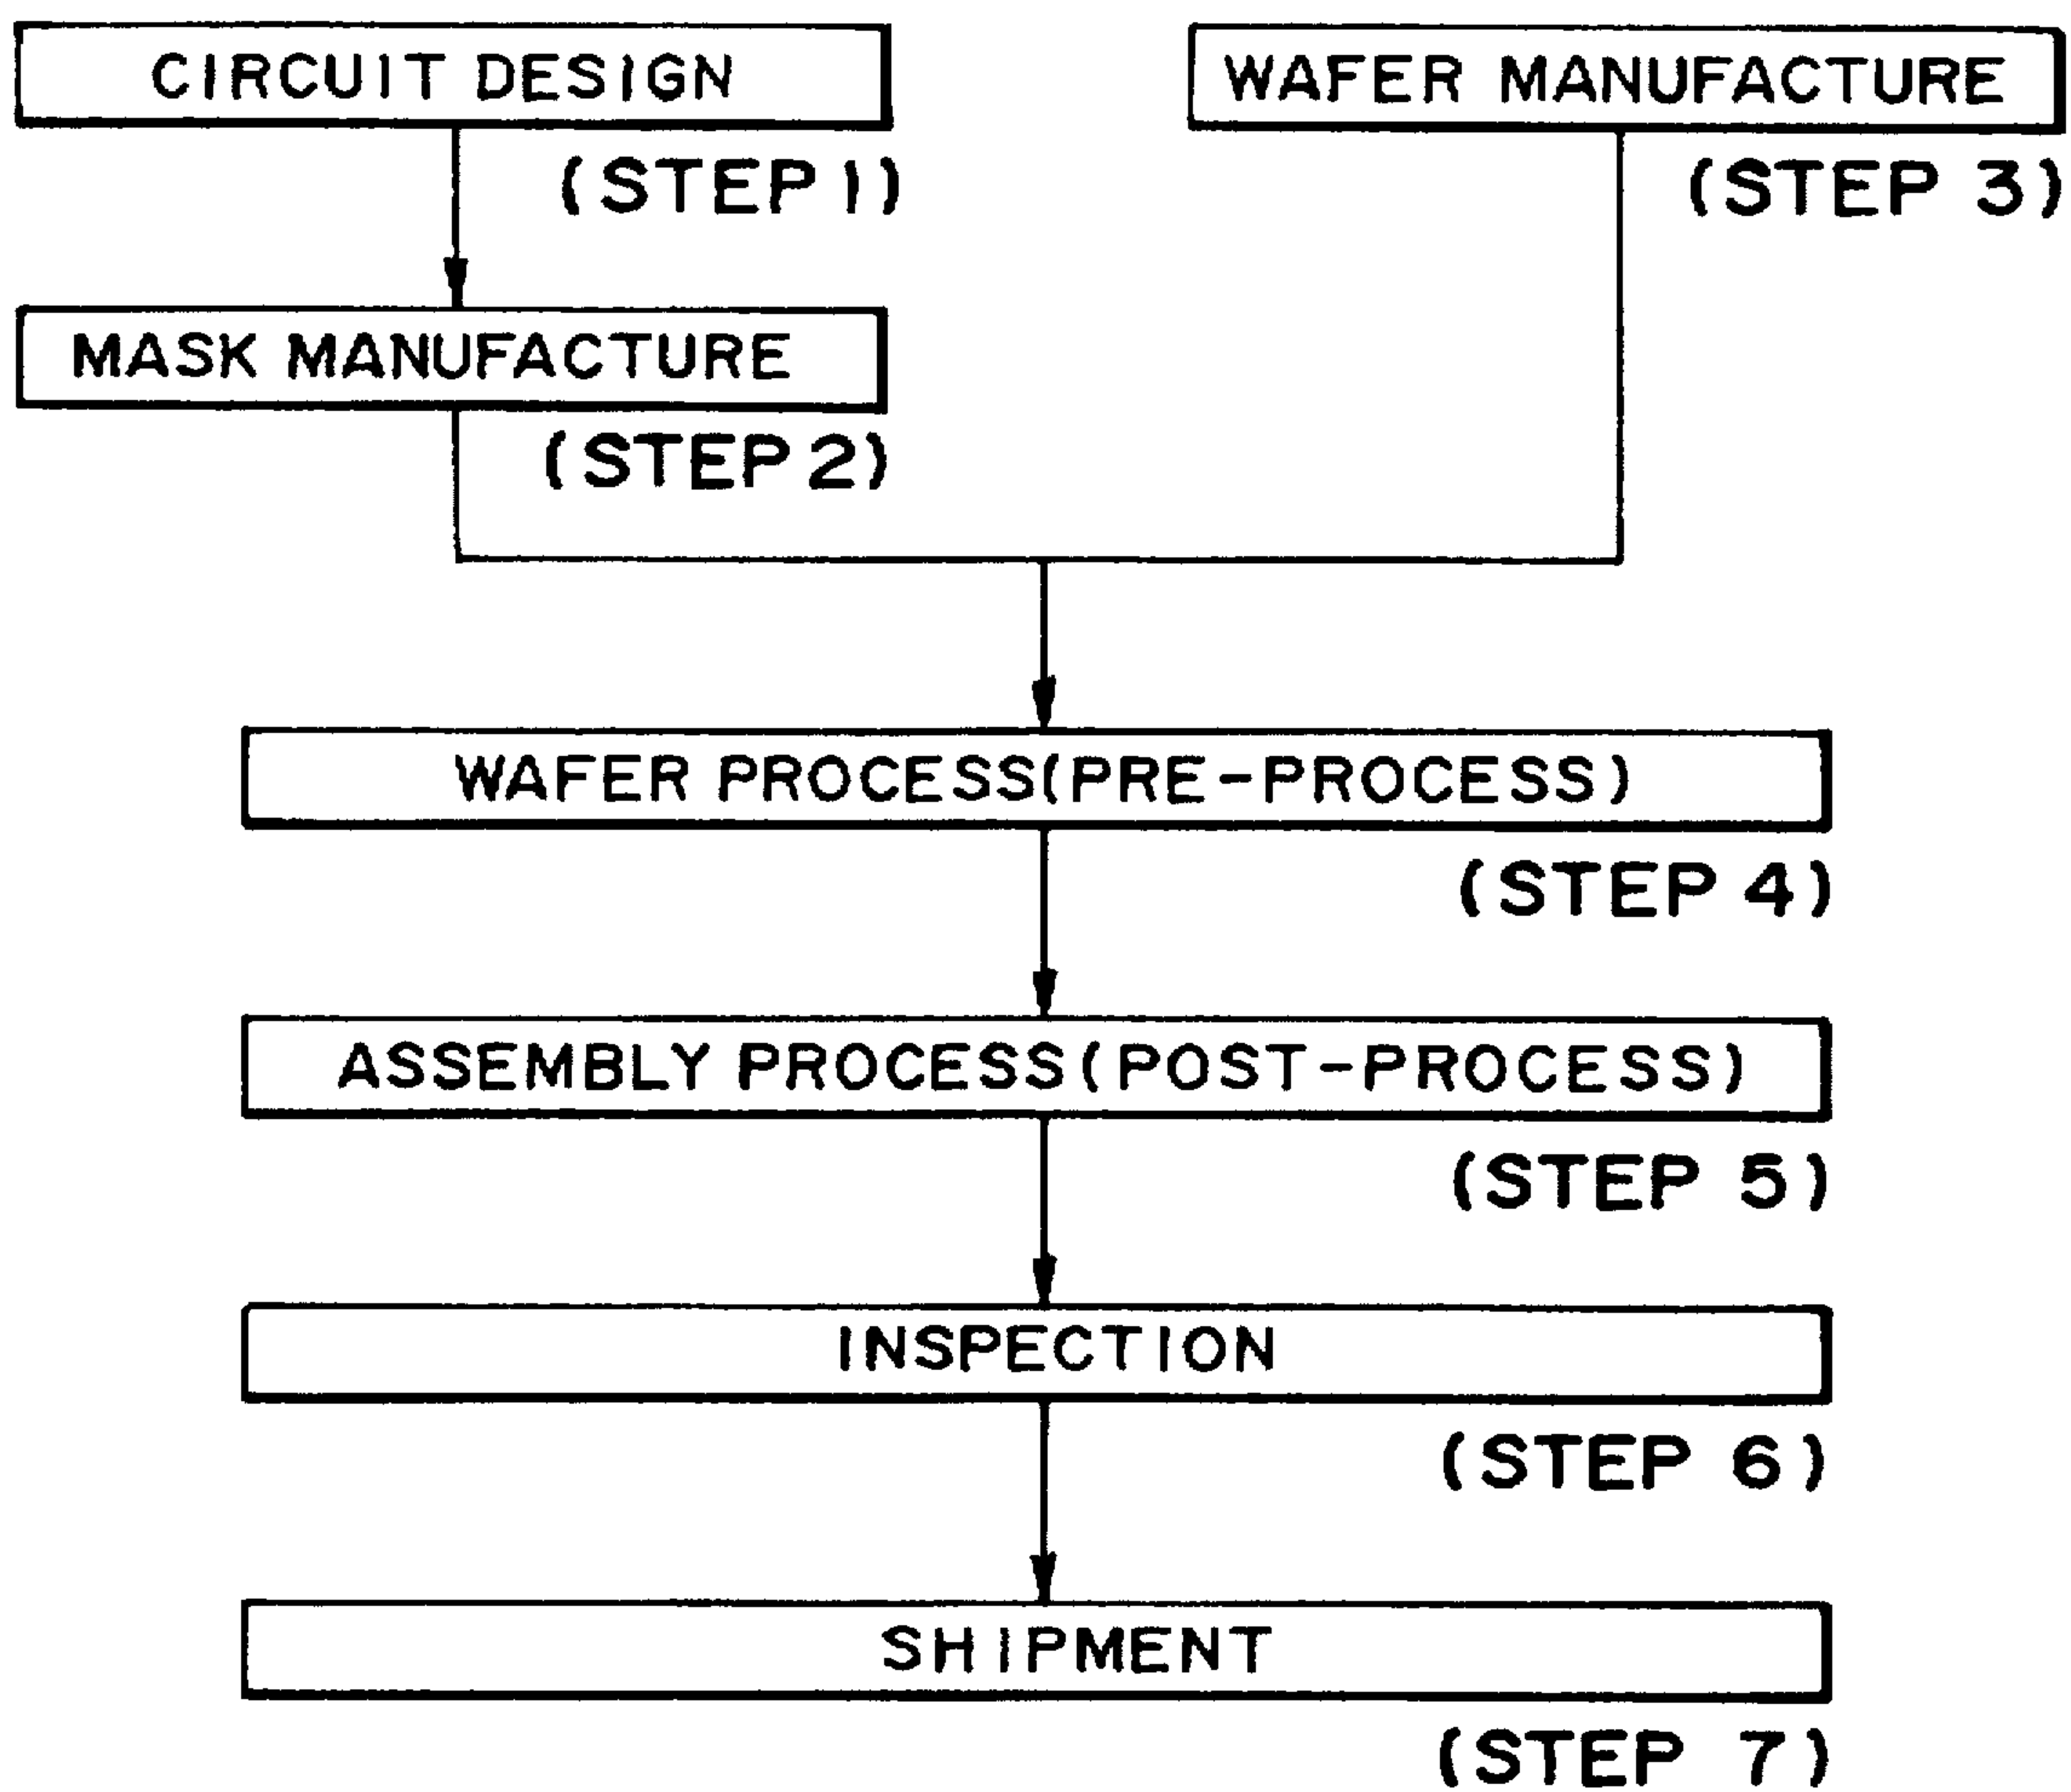 CIRCUIT DESIGN
(STEP 1)
WAFER MANUFACTURE
(STEP 3)
MASK MANUFACTURE
(STEP 2)
WAFER PROCESS(PRE-PROCESS)
(STEP 4)
ASSEMBLY PROCESS(POST-PROCESS)
(STEP 5)
INSPECTION
(STEP 6)
SHIPMENT
(STEP 7)